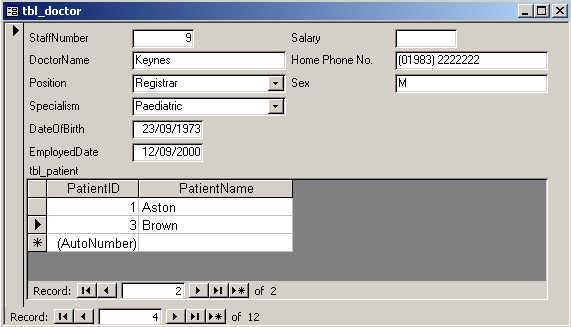 tbl_doctor
StaffNumber 9 Salary
DoctorName Keynes Home Phone No. (01983) 2222222
Position Registrar Sex M
Specialism Paediatric
DateOfBirth 23/09/1973
EmployedDate 12/09/2000
tbl_patient
PatientID PatientName
1 Aston
3 Brown
(AutoNumber)
Record: 2 of 2
Record: 4 of 12